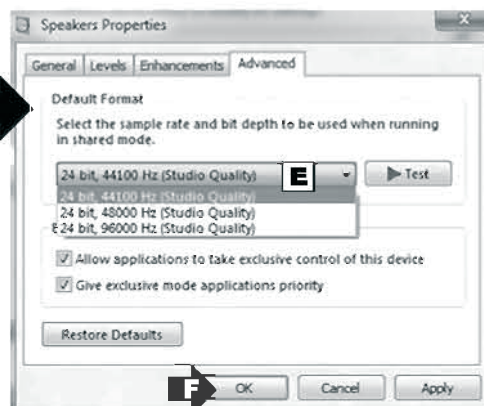 Speakers Properties
X
General Levels Enhancements Advanced
Default Format
Select the sample rate and bit depth to be used when running
in shared mode.
24 bit, 44100 Hz (Studio Quality) E Test
24 bit, 44100 Hz (Studio Quality)
24 bit, 48000 Hz (Studio Quality)
E 24 bit, 96000 Hz (Studio Quality)
Allow applications to take exclusive control of this device
Give exclusive mode applications priority
Restore Defaults
F OK Cancel Apply